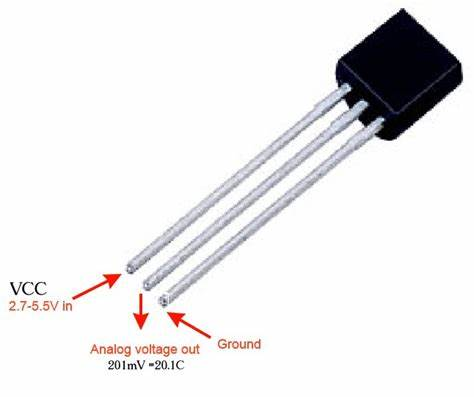 VCC
2.7-5.5V in
Analog voltage out
201mV =20.1C
Ground